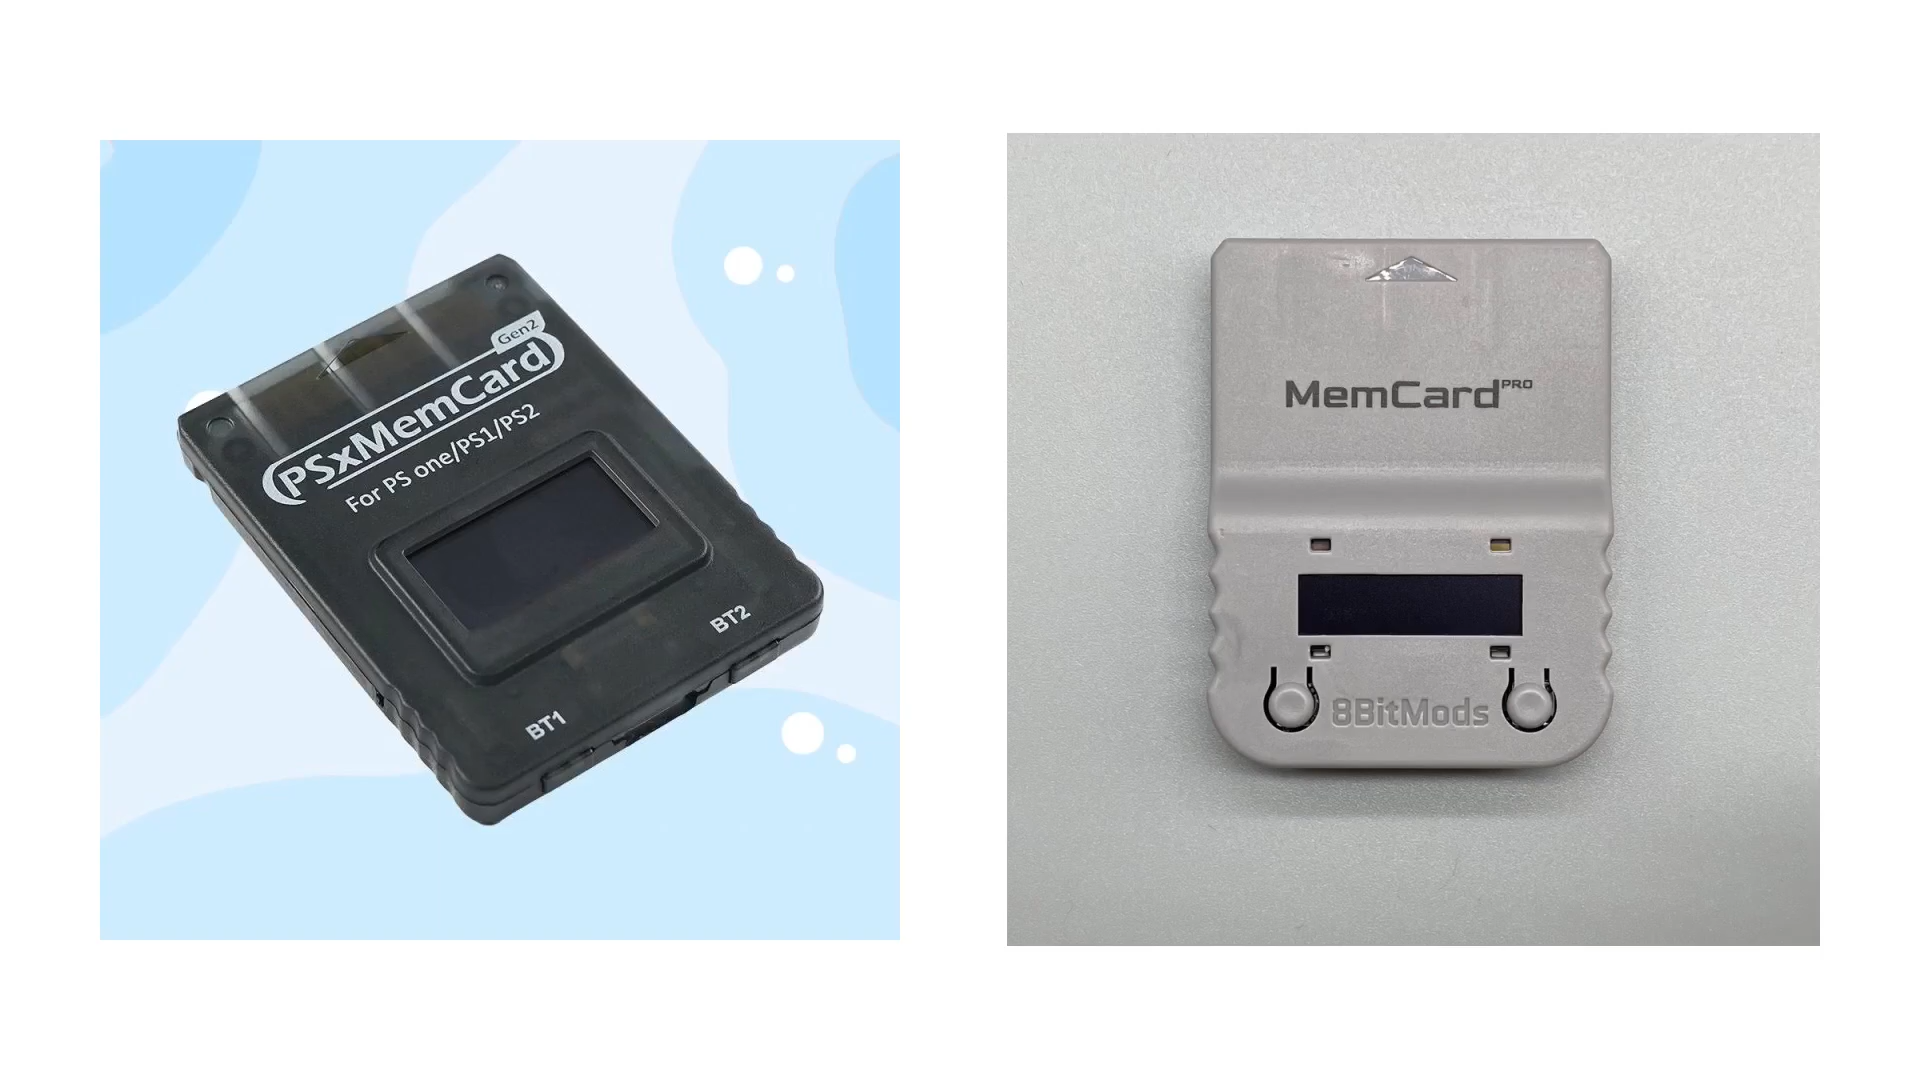 Gen2
PSxMemCard
For PS one/PS1/PS2
BT1
BT2
MemCard PRO
8BitMods